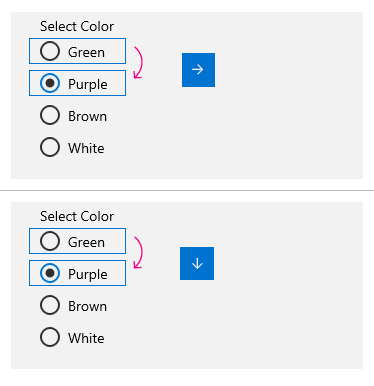 Select Color
Green
Purple
Brown
White
Select Color
Green
Purple
Brown
White